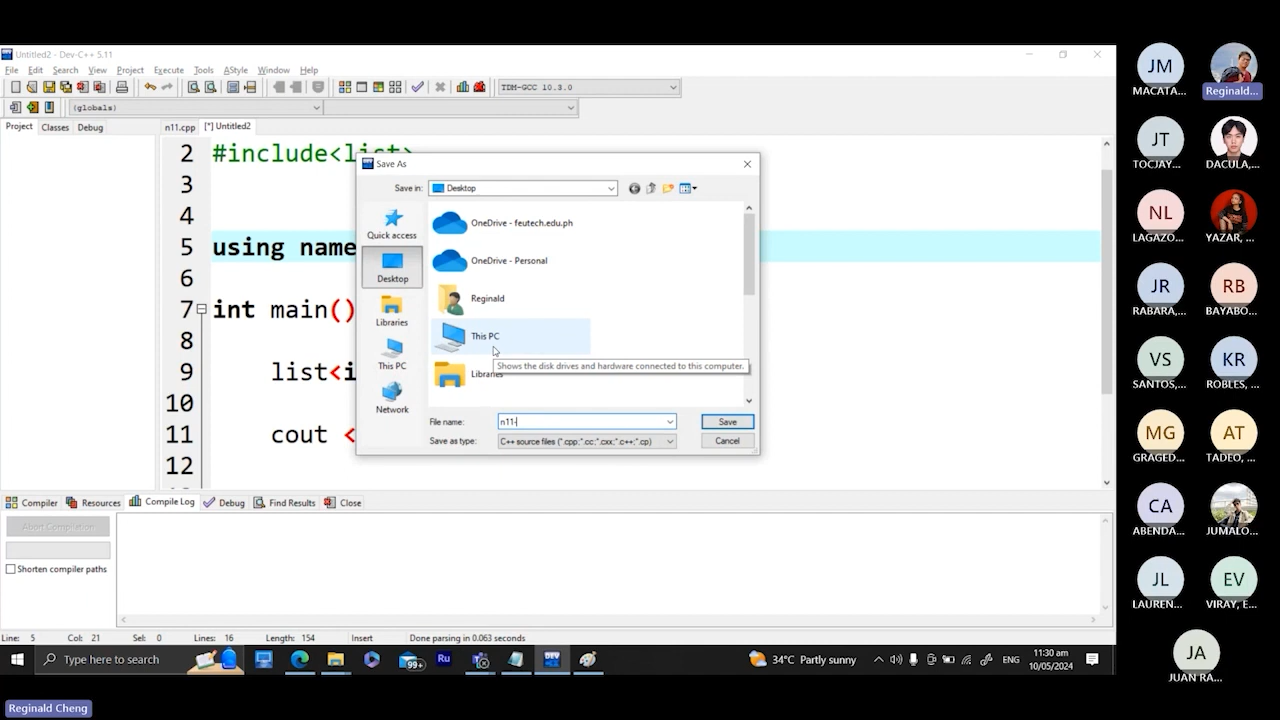 Untitled2 - Dev-C++ 5.11
File Edit Search View Project Execute Tools AStyle Window Help
TDM-GCC 10.3.0
(globals)
Project Classes Debug
n11.cpp [*] Untitled2
2 #include<list>
3
4
5 using name
6
7 int main()
8
9 list<i
10
11 cout <
12
Save As
Save in: Desktop
Quick access
Desktop
Libraries
This PC
Network
OneDrive - feutech.edu.ph
OneDrive - Personal
Reginald
This PC
Shows the disk drives and hardware connected to this computer.
Libraries
File name: n11- Save
Save as type: C++ source files (*.cpp;*.cc;*.cxx;*.c++;*.cp) Cancel
Compiler Resources Compile Log Debug Find Results Close
Abort Compilation
Shorten compiler paths
Line: 5 Col: 21 Sel: 0 Lines: 16 Length: 154 Insert Done parsing in 0.063 seconds
Type here to search
99+
Ru
DEV
34°C Partly sunny
ENG
11:30 am
10/05/2024
Reginald Cheng
JM
MACATA... Reginald...
JT
TOCJAY... DACULA,...
NL
LAGAZO... YAZAR, ...
JR RB
RABARA,... BAYABO...
VS KR
SANTOS,... ROBLES, ...
MG AT
GRAGED... TADEO, ...
CA
ABENDA... JUMALO...
JL EV
LAUREN... VIRAY, E...
JA
JUAN RA...